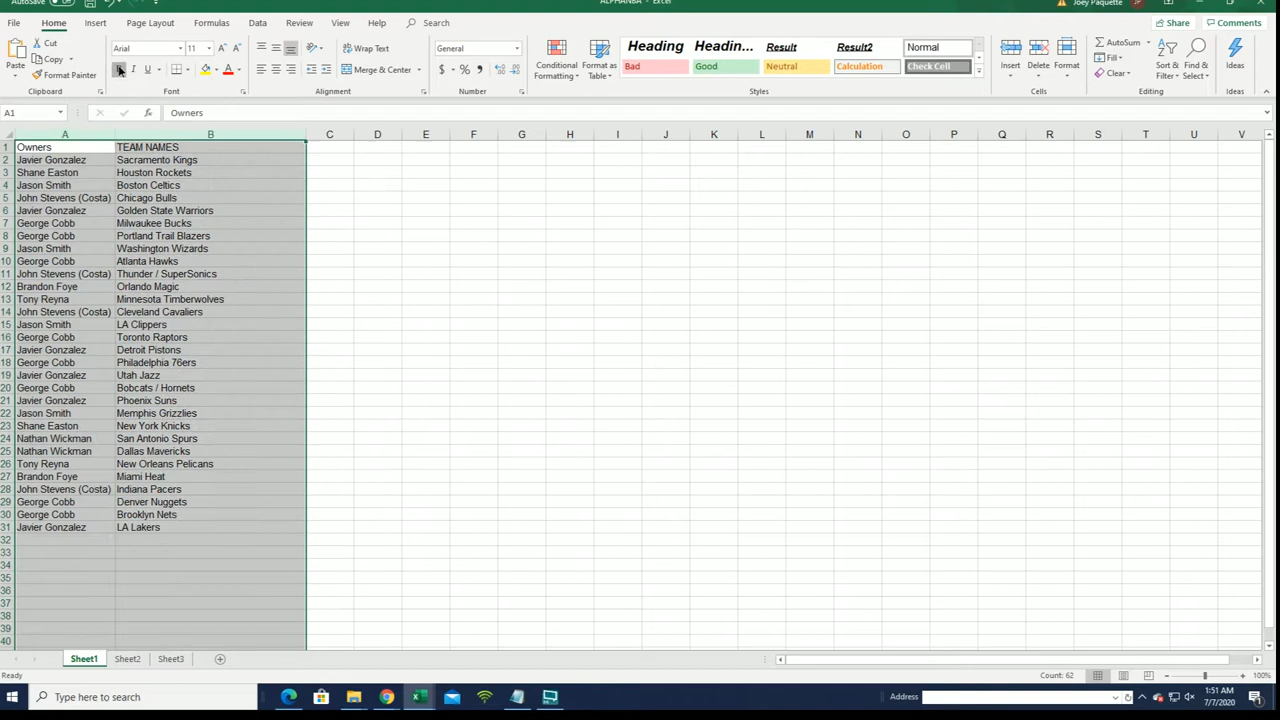 AutoSave Off
ALPHANBA - Excel
Joey Paquette JP
File Home Insert Page Layout Formulas Data Review View Help Search Share Comments
Paste Cut Copy Format Painter Clipboard
Arial 11 B I U Font
Wrap Text Merge & Center Alignment
General $ % Number
Heading Headin... Result Result2 Normal
Bad Good Neutral Calculation Check Cell
Styles
Conditional Formatting Format as Table
Insert Delete Format Cells
AutoSum Fill Clear Sort & Filter Find & Select Editing
Ideas Ideas
A1 fx Owners
A B C D E F G H I J K L M N O P Q R S T U V
1 Owners TEAM NAMES
2 Javier Gonzalez Sacramento Kings
3 Shane Easton Houston Rockets
4 Jason Smith Boston Celtics
5 John Stevens (Costa) Chicago Bulls
6 Javier Gonzalez Golden State Warriors
7 George Cobb Milwaukee Bucks
8 George Cobb Portland Trail Blazers
9 Jason Smith Washington Wizards
10 George Cobb Atlanta Hawks
11 John Stevens (Costa) Thunder / SuperSonics
12 Brandon Foye Orlando Magic
13 Tony Reyna Minnesota Timberwolves
14 John Stevens (Costa) Cleveland Cavaliers
15 Jason Smith LA Clippers
16 George Cobb Toronto Raptors
17 Javier Gonzalez Detroit Pistons
18 George Cobb Philadelphia 76ers
19 Javier Gonzalez Utah Jazz
20 George Cobb Bobcats / Hornets
21 Javier Gonzalez Phoenix Suns
22 Jason Smith Memphis Grizzlies
23 Shane Easton New York Knicks
24 Nathan Wickman San Antonio Spurs
25 Nathan Wickman Dallas Mavericks
26 Tony Reyna New Orleans Pelicans
27 Brandon Foye Miami Heat
28 John Stevens (Costa) Indiana Pacers
29 George Cobb Denver Nuggets
30 George Cobb Brooklyn Nets
31 Javier Gonzalez LA Lakers
32
33
34
35
36
37
38
39
40
Sheet1 Sheet2 Sheet3
Ready Count: 62 100%
Type here to search Address 1:51 AM
7/7/2020